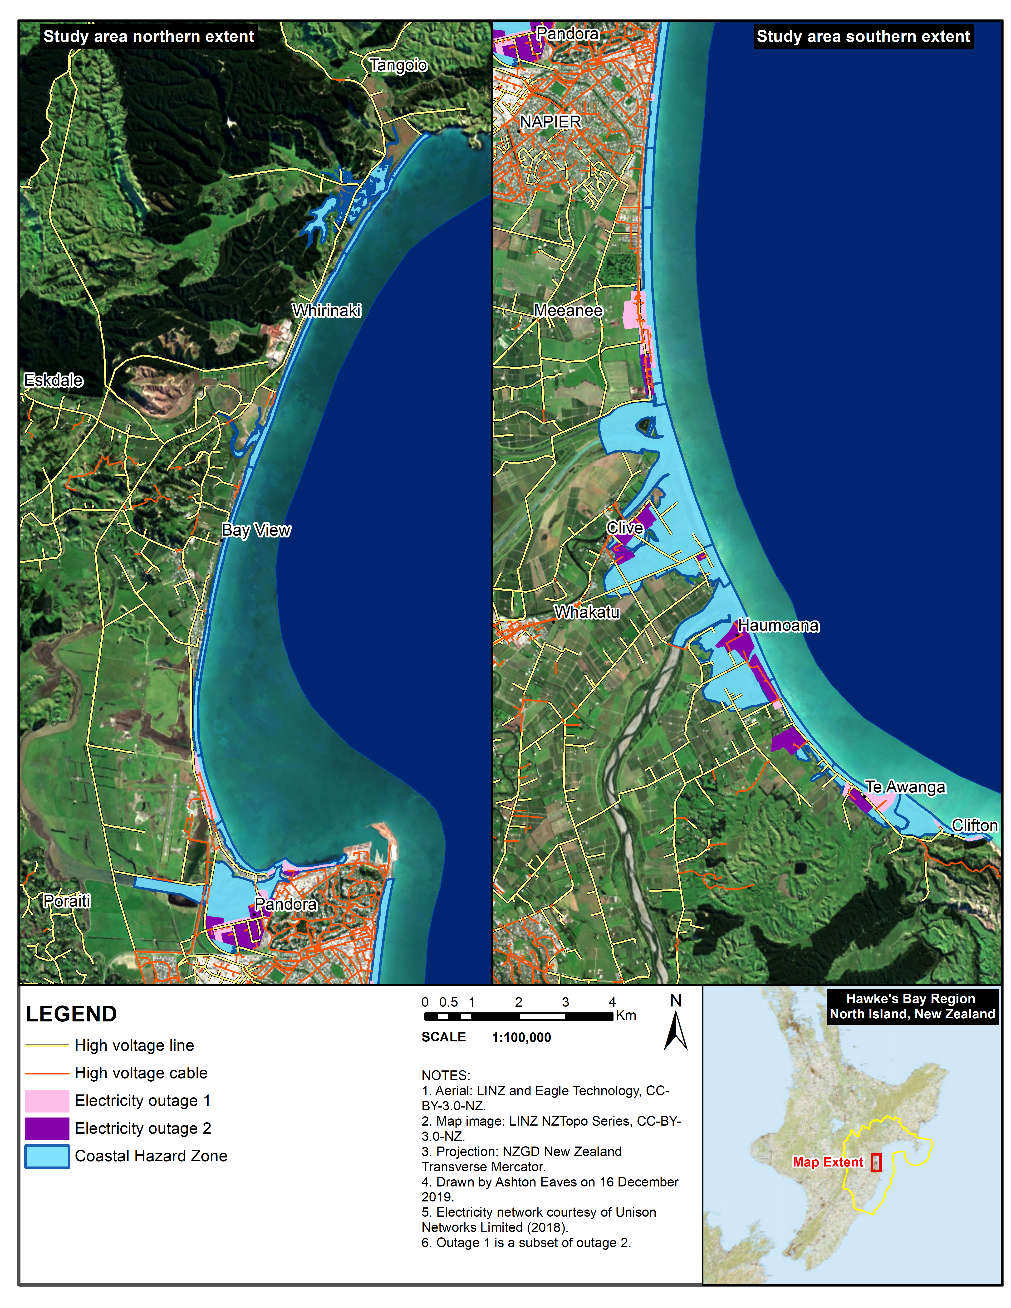 Study area northern extent
Tangoio
Whirinaki
Eskdale
Bay View
Poraiti
Pandora
Study area southern extent
Pandora
NAPIER
Meeanee
Clive
Whakatu
Haumoana
Te Awanga
Clifton
LEGEND
High voltage line
High voltage cable
Electricity outage 1
Electricity outage 2
Coastal Hazard Zone
0 0.5 1 2 3 4
Km
SCALE 1:100,000
N
NOTES:
1. Aerial: LINZ and Eagle Technology, CC-
BY-3.0-NZ.
2. Map image: LINZ NZTopo Series, CC-BY-
3.0-NZ.
3. Projection: NZGD New Zealand
Transverse Mercator.
4. Drawn by Ashton Eaves on 16 December
2019.
5. Electricity network courtesy of Unison
Networks Limited (2018).
6. Outage 1 is a subset of outage 2.
Hawke's Bay Region
North Island, New Zealand
Map Extent